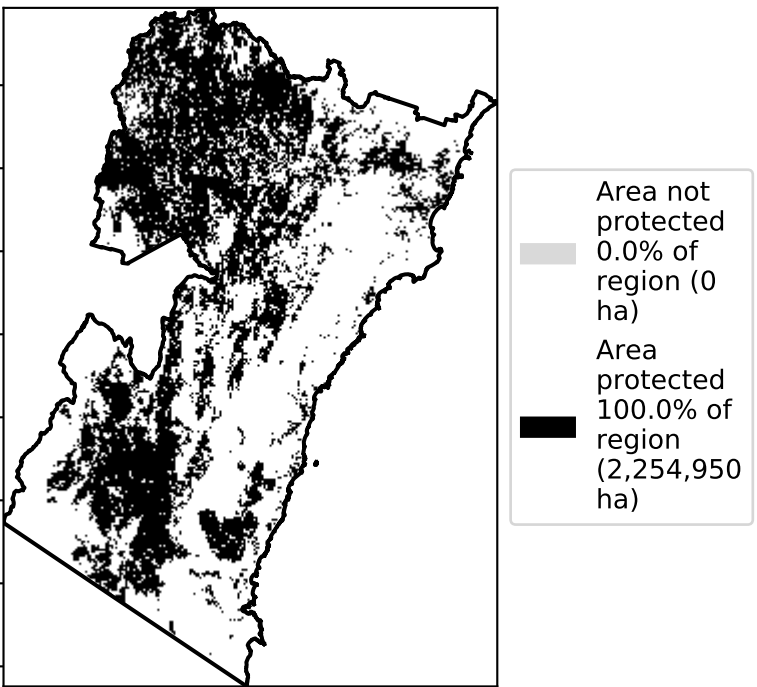 Area not
protected
0.0% of
region (0
ha)
Area
protected
100.0% of
region
(2,254,950
ha)